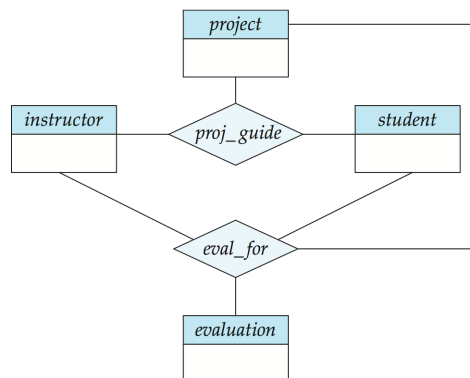 project
instructor
proj_guide
student
eval_for
evaluation